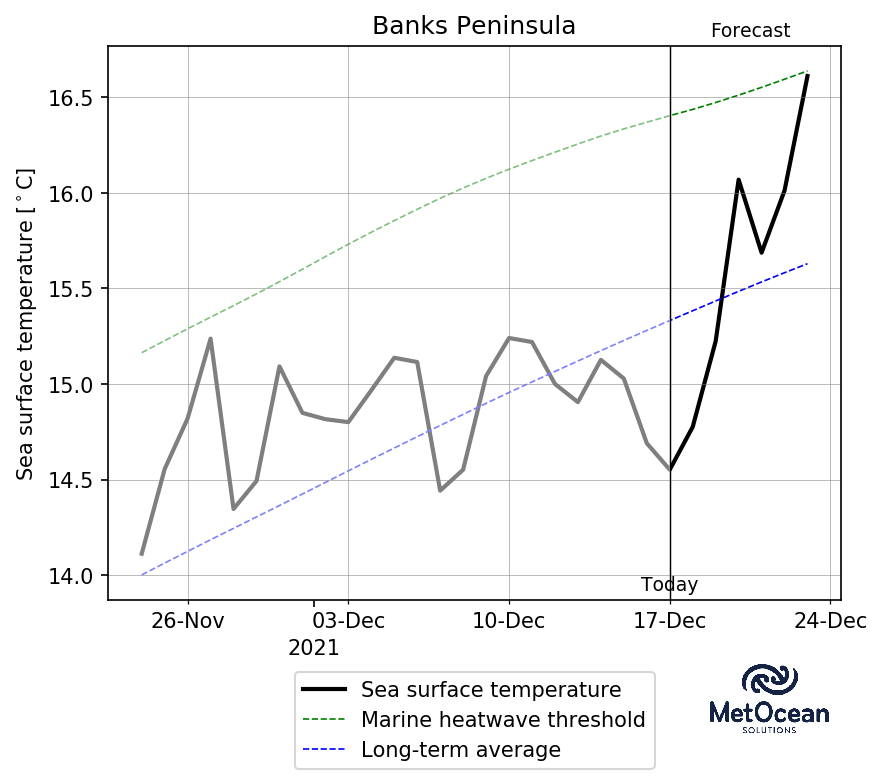 Banks Peninsula
Forecast
Sea surface temperature [ °C]
16.5
16.0
15.5
15.0
14.5
14.0
Today
26-Nov 03-Dec 10-Dec 17-Dec 24-Dec
2021
Sea surface temperature
Marine heatwave threshold
Long-term average
MetOcean
SOLUTIONS